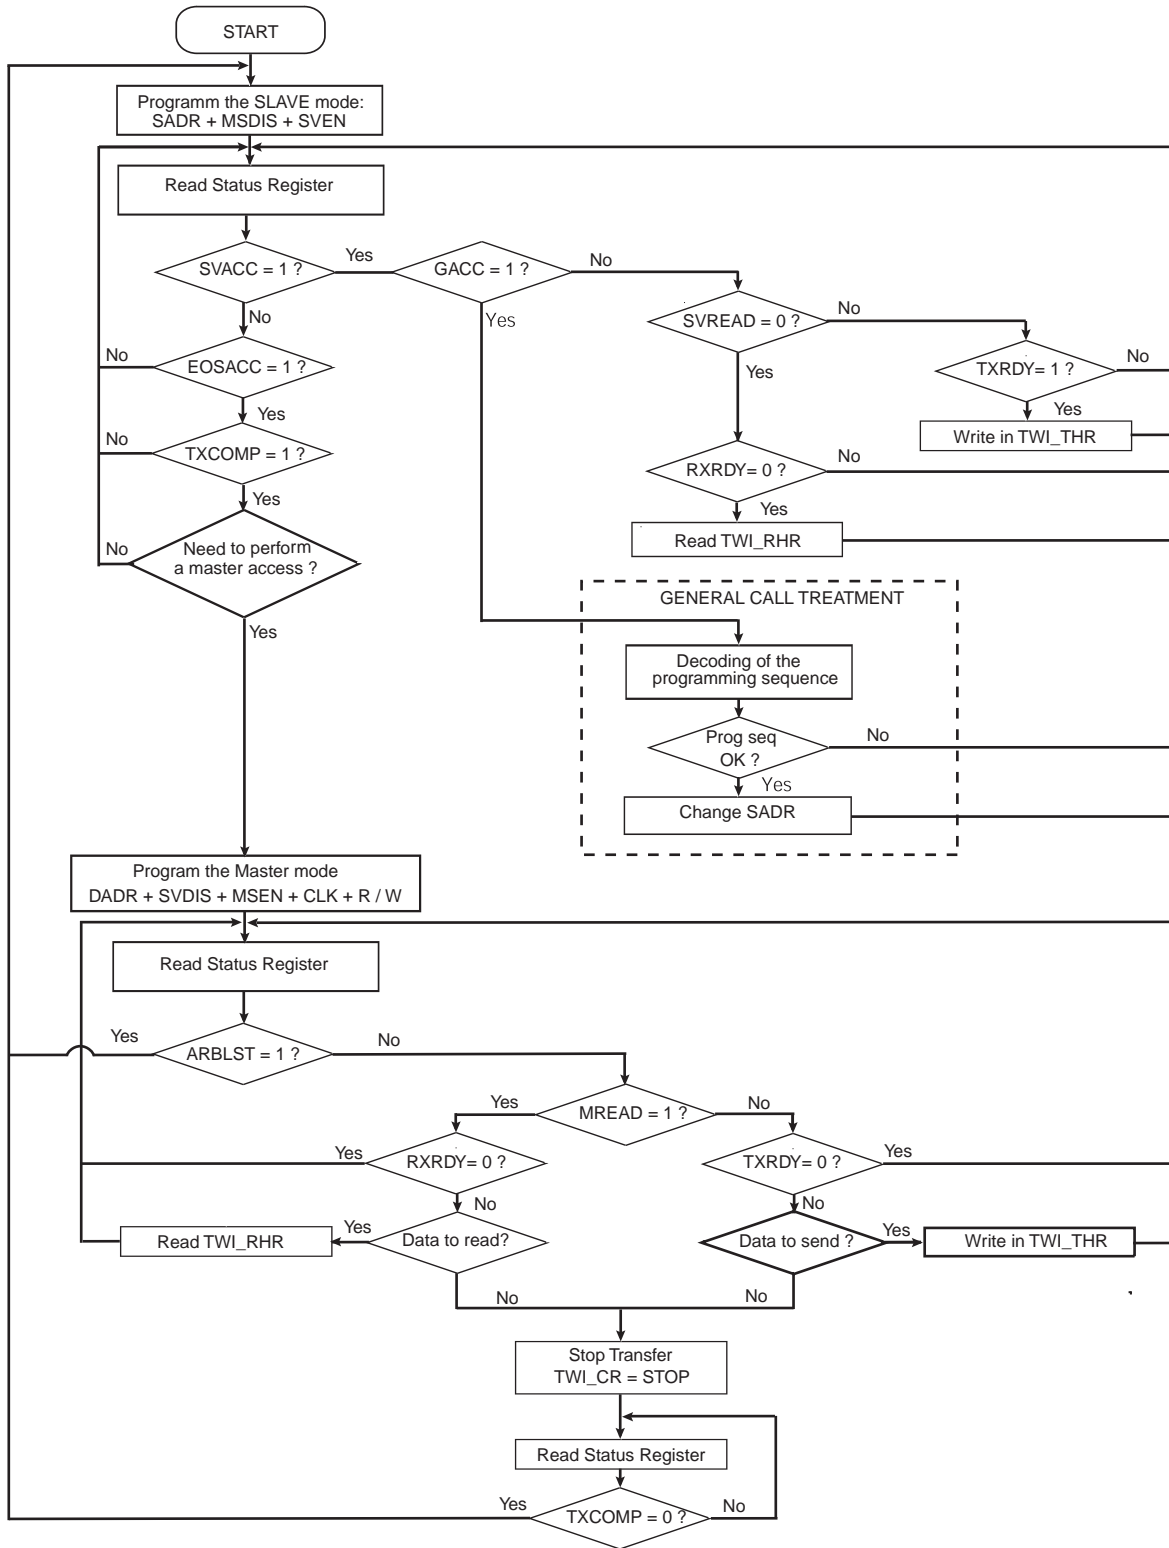 START
Programm the SLAVE mode:
SADR + MSDIS + SVEN
Read Status Register
SVACC = 1 ?
Yes
GACC = 1 ?
No
No
Yes
SVREAD = 0 ?
No
Yes
TXRDY= 1 ?
No
Yes
Write in TWI_THR
No
EOSACC = 1 ?
Yes
No
TXCOMP = 1 ?
Yes
RXRDY= 0 ?
No
Yes
Read TWI_RHR
No
Need to perform
a master access ?
Yes
GENERAL CALL TREATMENT
Decoding of the
programming sequence
Prog seq
OK ?
No
Yes
Change SADR
Program the Master mode
DADR + SVDIS + MSEN + CLK + R / W
Read Status Register
Yes
ARBLST = 1 ?
No
Yes
MREAD = 1 ?
No
Yes
RXRDY= 0 ?
No
TXRDY= 0 ?
Yes
No
Read TWI_RHR
Yes
Data to read?
No
Data to send ?
Yes
Write in TWI_THR
No
Stop Transfer
TWI_CR = STOP
Read Status Register
Yes
TXCOMP = 0 ?
No